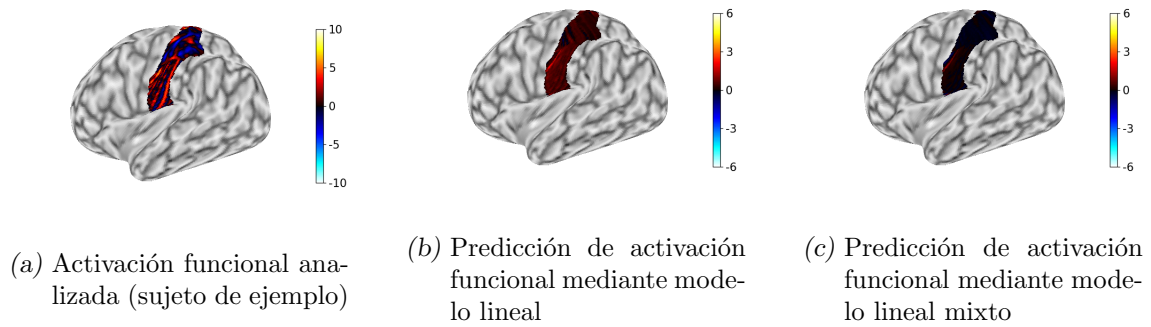 10
5
0
-5
-10
6
3
0
-3
-6
6
3
0
-3
-6
(a) Activación funcional ana-
lizada (sujeto de ejemplo)
(b) Predicción de activación
funcional mediante mode-
lo lineal
(c) Predicción de activación
funcional mediante mode-
lo lineal mixto